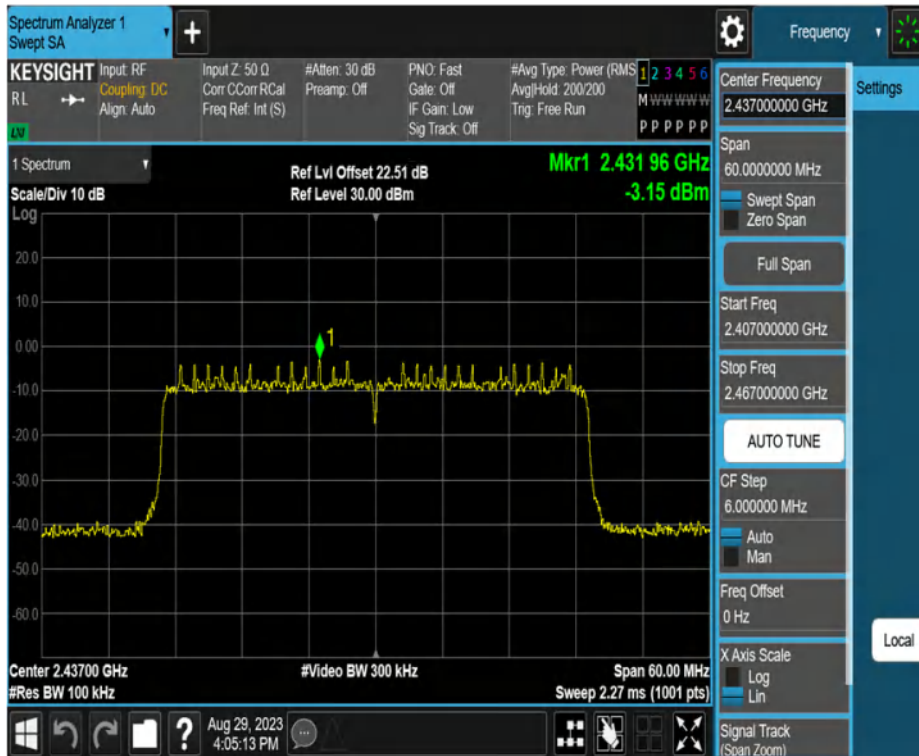 Spectrum Analyzer 1
Swept SA
+
Frequency
KEYSIGHT
RL
LXI
Input: RF
Coupling: DC
Align: Auto
Input Z: 50 Ω
Corr CCorr RCal
Freq Ref: Int (S)
#Atten: 30 dB
Preamp: Off
PNO: Fast
Gate: Off
IF Gain: Low
Sig Track: Off
#Avg Type: Power (RMS
Avg|Hold: 200/200
Trig: Free Run
1 2 3 4 5 6
M W W W W W
P P P P P P
Center Frequency
2.437000000 GHz
Settings
1 Spectrum
Scale/Div 10 dB
Ref Lvl Offset 22.51 dB
Ref Level 30.00 dBm
Mkr1 2.431 96 GHz
-3.15 dBm
Log
20.0
10.0
0.00
-10.0
-20.0
-30.0
-40.0
-50.0
-60.0
1
Span
60.0000000 MHz
Swept Span
Zero Span
Full Span
Start Freq
2.407000000 GHz
Stop Freq
2.467000000 GHz
AUTO TUNE
CF Step
6.000000 MHz
Auto
Man
Freq Offset
0 Hz
X Axis Scale
Log
Lin
Local
Signal Track
(Span Zoom)
Center 2.43700 GHz
#Res BW 100 kHz
#Video BW 300 kHz
Span 60.00 MHz
Sweep 2.27 ms (1001 pts)
?
Aug 29, 2023
4:05:13 PM